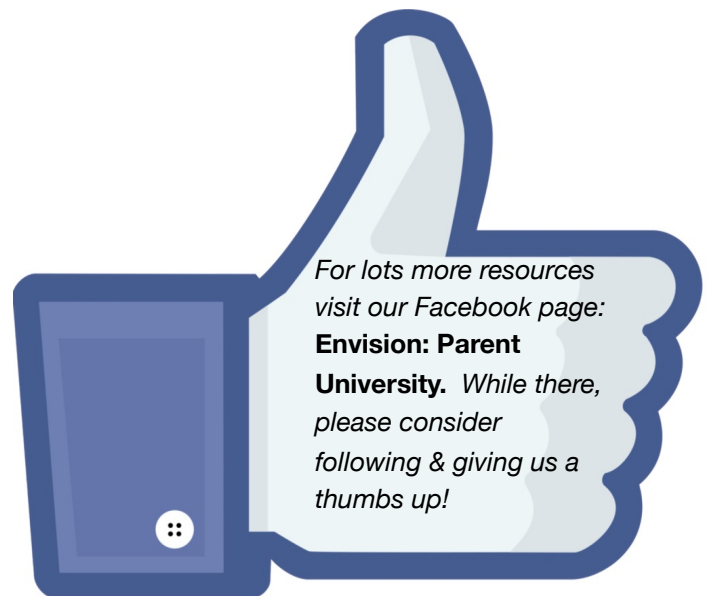 For lots more resources
visit our Facebook page:
Envision: Parent
University.  While there,
please consider
following & giving us a
thumbs up!